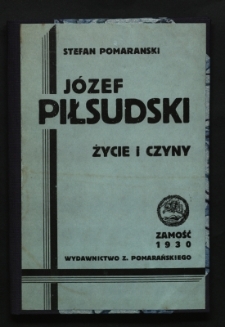 STEFAN POMARAŃSKI
JÓZEF
PIŁSUDSKI
ŻYCIE I CZYNY
ZAMOŚĆ
1930
WYDAWNICTWO Z. POMARAŃSKIEGO